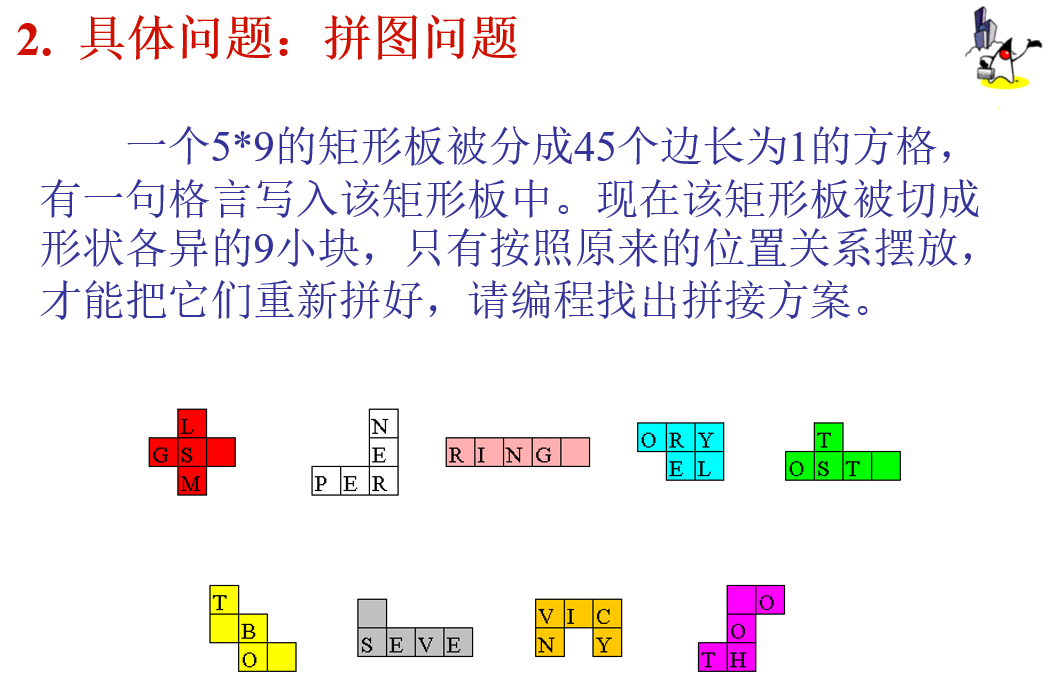 2. 具体问题：拼图问题
一个5*9的矩形板被分成45个边长为1的方格，
有一句格言写入该矩形板中。现在该矩形板被切成
形状各异的9小块，只有按照原来的位置关系摆放，
才能把它们重新拼好，请编程找出拼接方案。
L
G S
M
N
E
P E R
R I N G
O R Y
E L
T
O S T
T
B
O
S E V E
V I C
N Y
O
O
T H